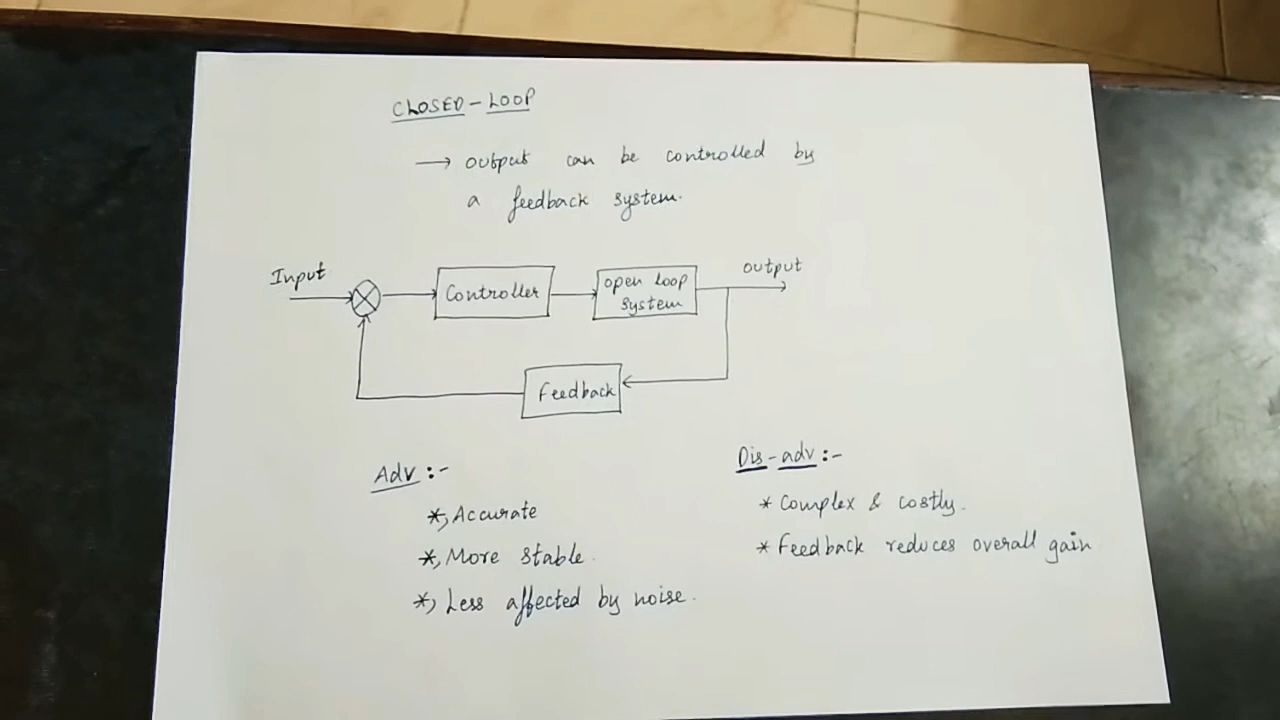 CLOSED-LOOP
→ output can be controlled by
a feedback system.
Input
Controller
open loop
system
output
Feedback
Adv :-
*, Accurate
*, More stable.
*, Less affected by noise.
Dis-adv :-
* Complex & costly.
* Feedback reduces overall gain